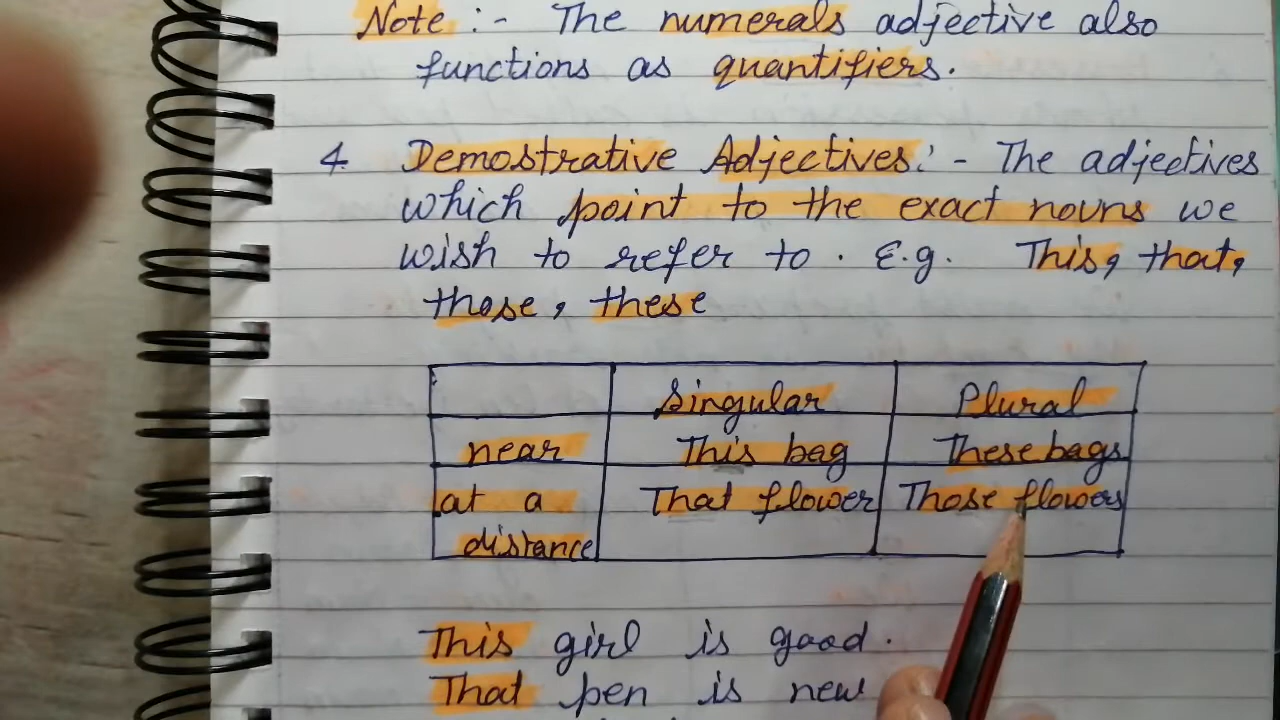 Note :- The numerals adjective also
functions as quantifiers.
4. Demostrative Adjectives:- The adjectives
which point to the exact nouns we
wish to refer to. E.g. This, that,
those, these
Singular Plural
near This bag These bags
at a That flower Those flowers
distance
This girl is good.
That pen is new